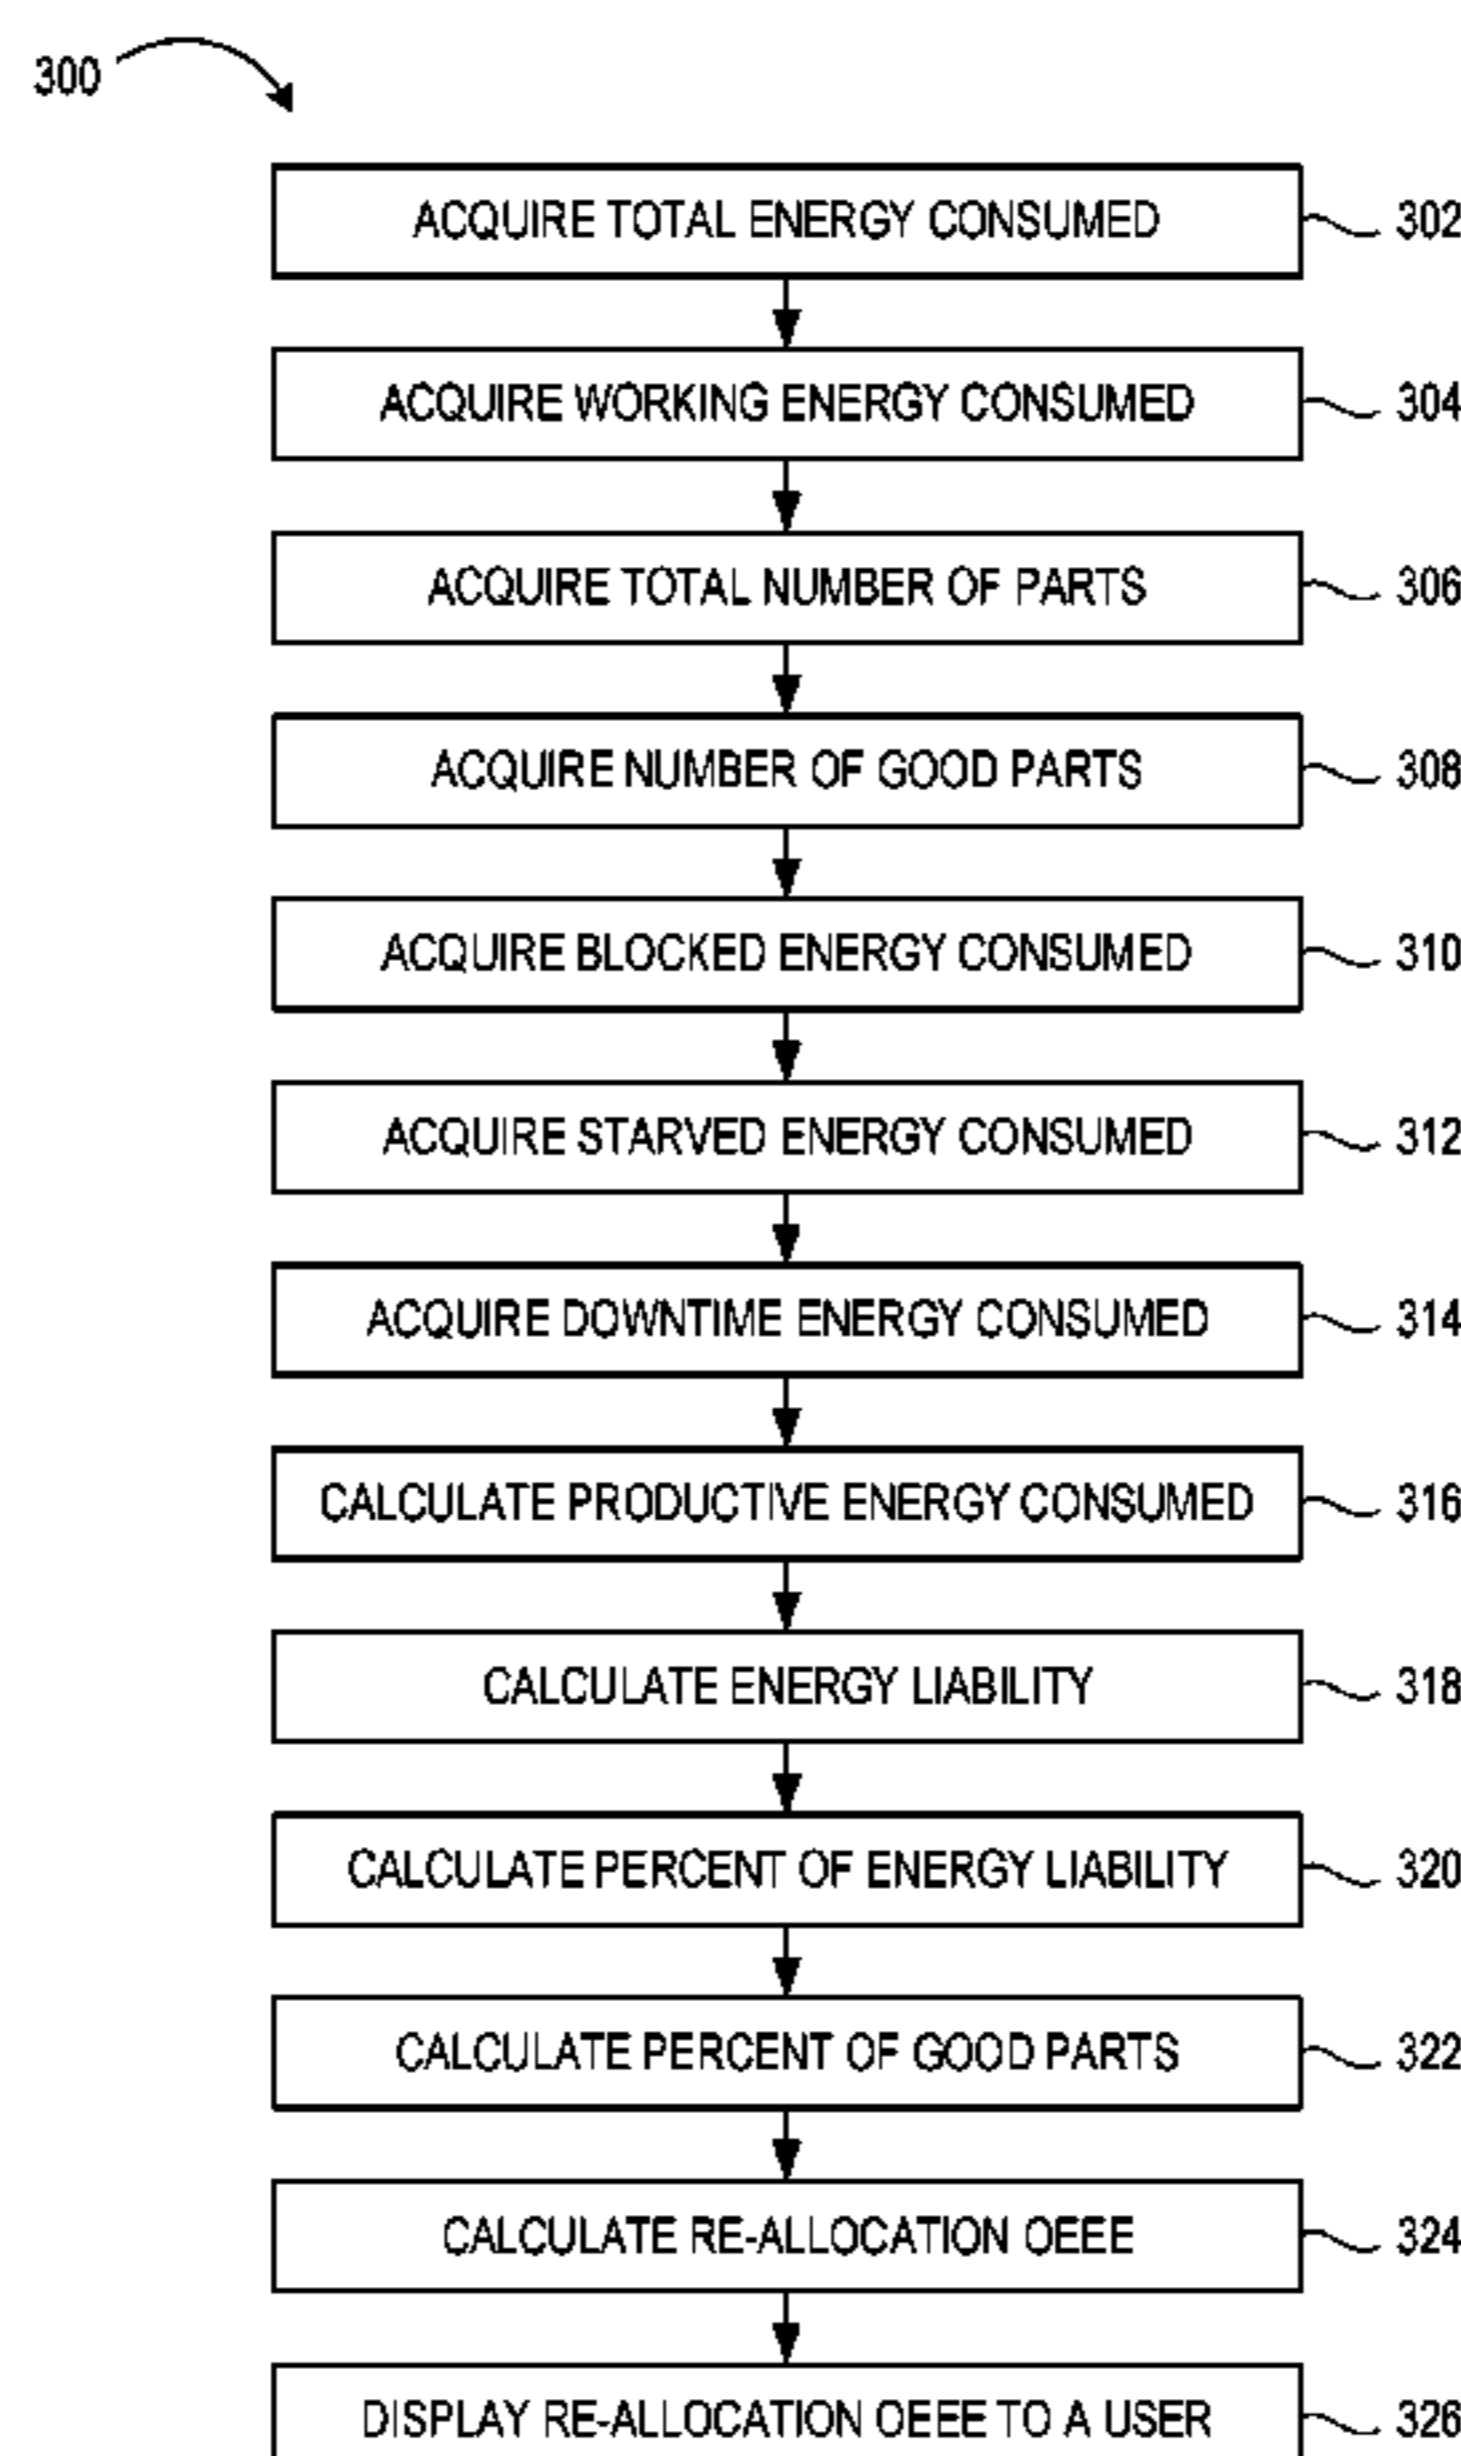 300
ACQUIRE TOTAL ENERGY CONSUMED 302
ACQUIRE WORKING ENERGY CONSUMED 304
ACQUIRE TOTAL NUMBER OF PARTS 306
ACQUIRE NUMBER OF GOOD PARTS 308
ACQUIRE BLOCKED ENERGY CONSUMED 310
ACQUIRE STARVED ENERGY CONSUMED 312
ACQUIRE DOWNTIME ENERGY CONSUMED 314
CALCULATE PRODUCTIVE ENERGY CONSUMED 316
CALCULATE ENERGY LIABILITY 318
CALCULATE PERCENT OF ENERGY LIABILITY 320
CALCULATE PERCENT OF GOOD PARTS 322
CALCULATE RE-ALLOCATION OEEE 324
DISPLAY RE-ALLOCATION OEEE TO A USER 326